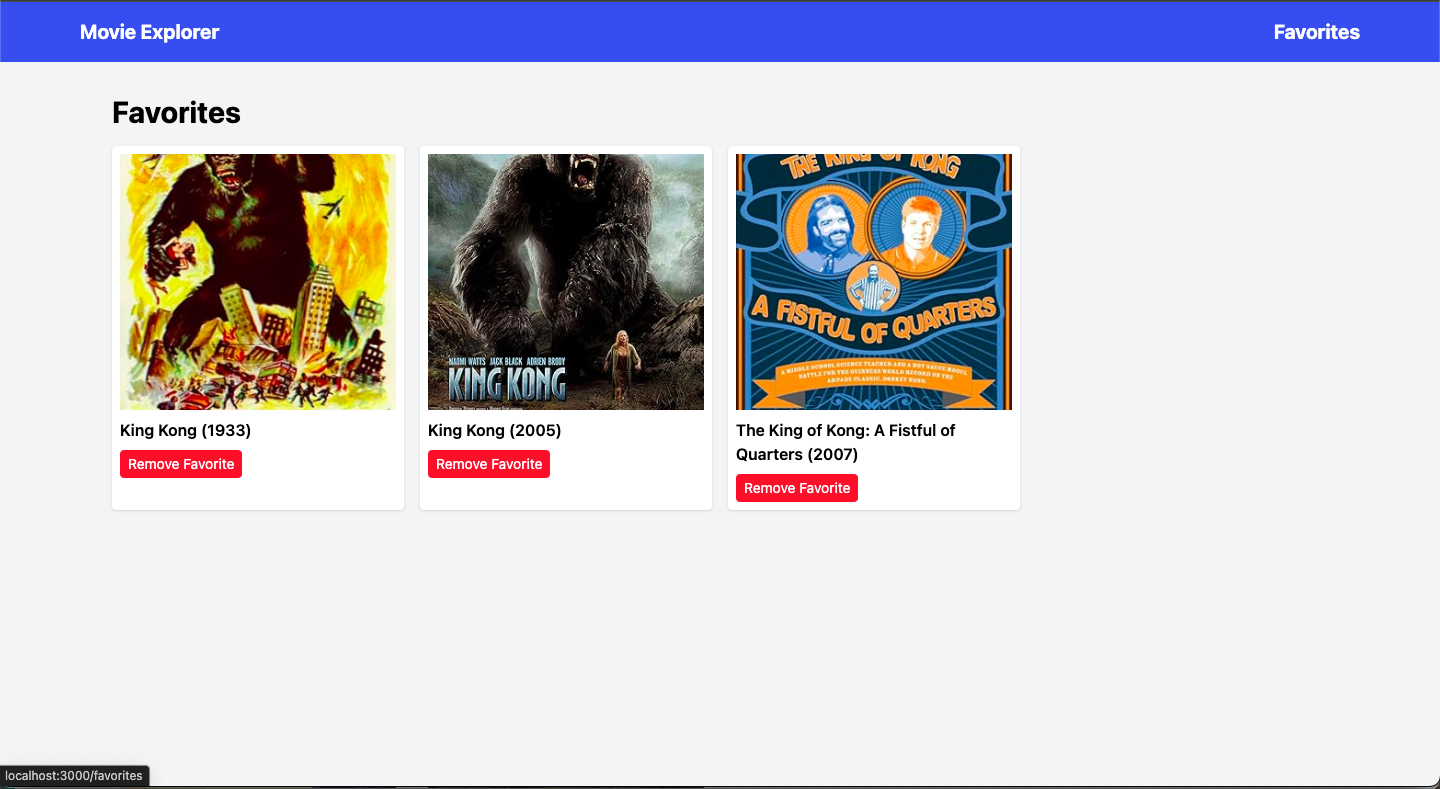 Movie Explorer
Favorites
Favorites
THE KING OF KONG
A FISTFUL OF QUARTERS
A MIDDLE SCHOOL SCIENCE TEACHER AND A HOT SAUCE MOGUL
BATTLE FOR THE GUINNESS WORLD RECORD ON THE
ARCADE CLASSIC, DONKEY KONG.
NAOMI WATTS JACK BLACK ADRIEN BRODY
KING KONG
King Kong (1933)
Remove Favorite
King Kong (2005)
Remove Favorite
The King of Kong: A Fistful of
Quarters (2007)
Remove Favorite
localhost:3000/favorites